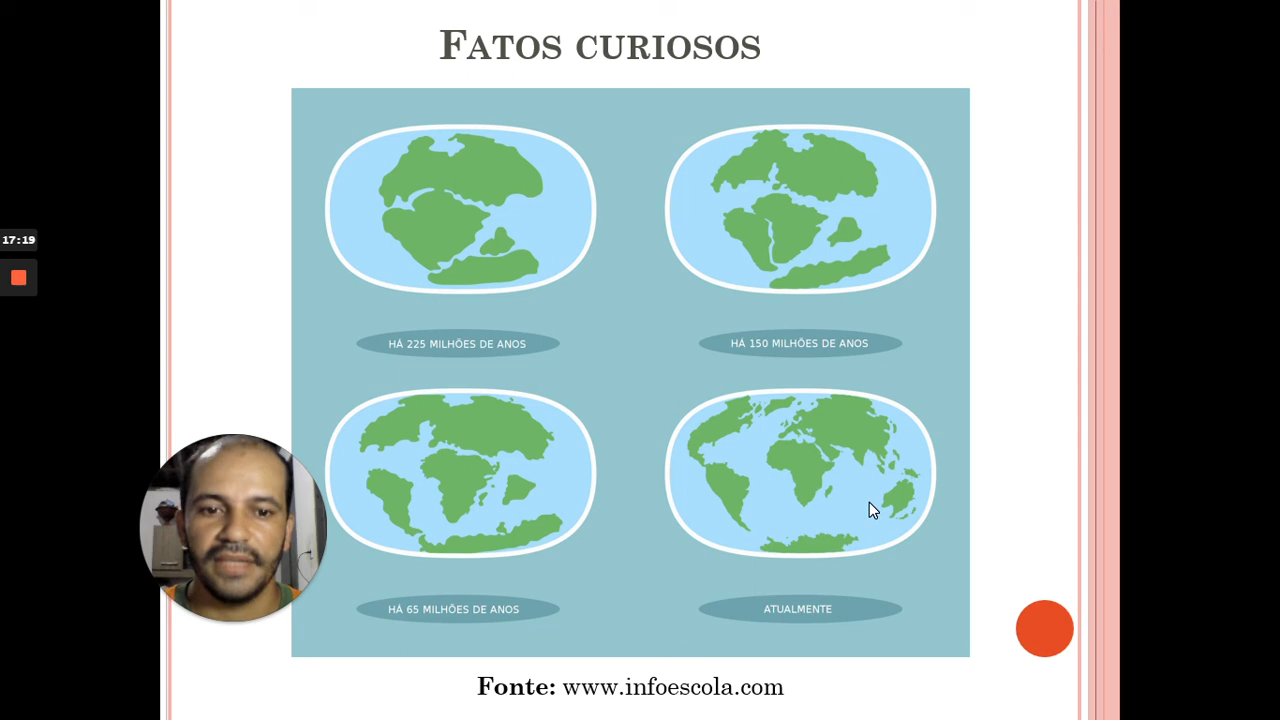 FATOS CURIOSOS
17:19
HÁ 225 MILHÕES DE ANOS
HÁ 150 MILHÕES DE ANOS
HÁ 65 MILHÕES DE ANOS
ATUALMENTE
Fonte: www.infoescola.com